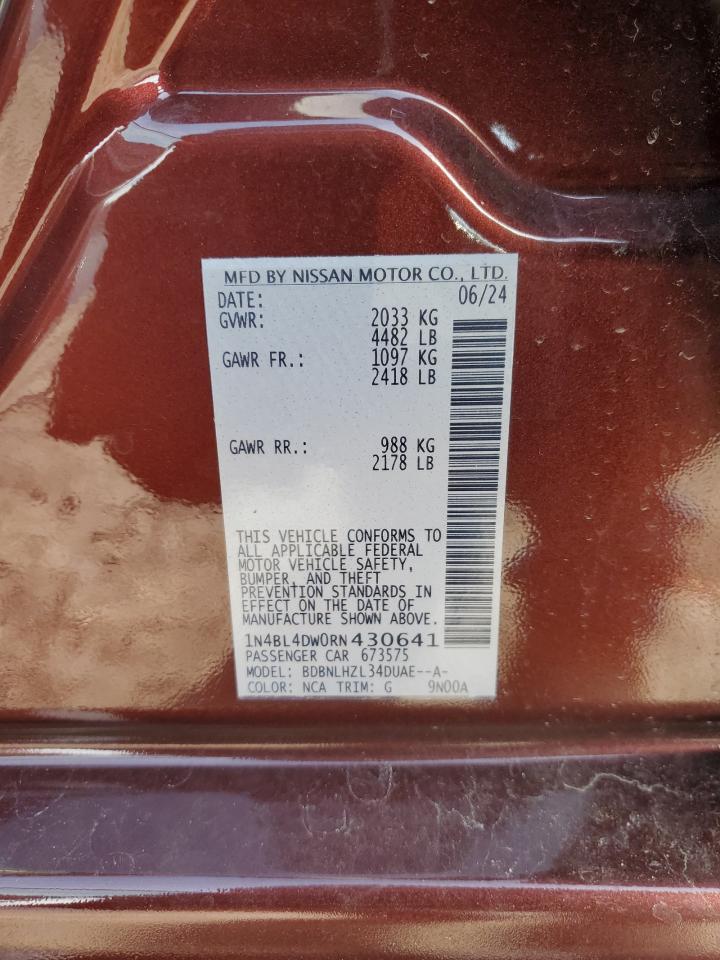 MFD BY NISSAN MOTOR CO., LTD.
DATE: 06/24
GVWR: 2033 KG
4482 LB
GAWR FR.: 1097 KG
2418 LB
GAWR RR.: 988 KG
2178 LB
THIS VEHICLE CONFORMS TO
ALL APPLICABLE FEDERAL
MOTOR VEHICLE SAFETY,
BUMPER, AND THEFT
PREVENTION STANDARDS IN
EFFECT ON THE DATE OF
MANUFACTURE SHOWN ABOVE.
1N4BL4DW0RN430641
PASSENGER CAR 673575
MODEL: BDBNLHZL34DUAE--A-
COLOR: NCA TRIM: G 9N00A